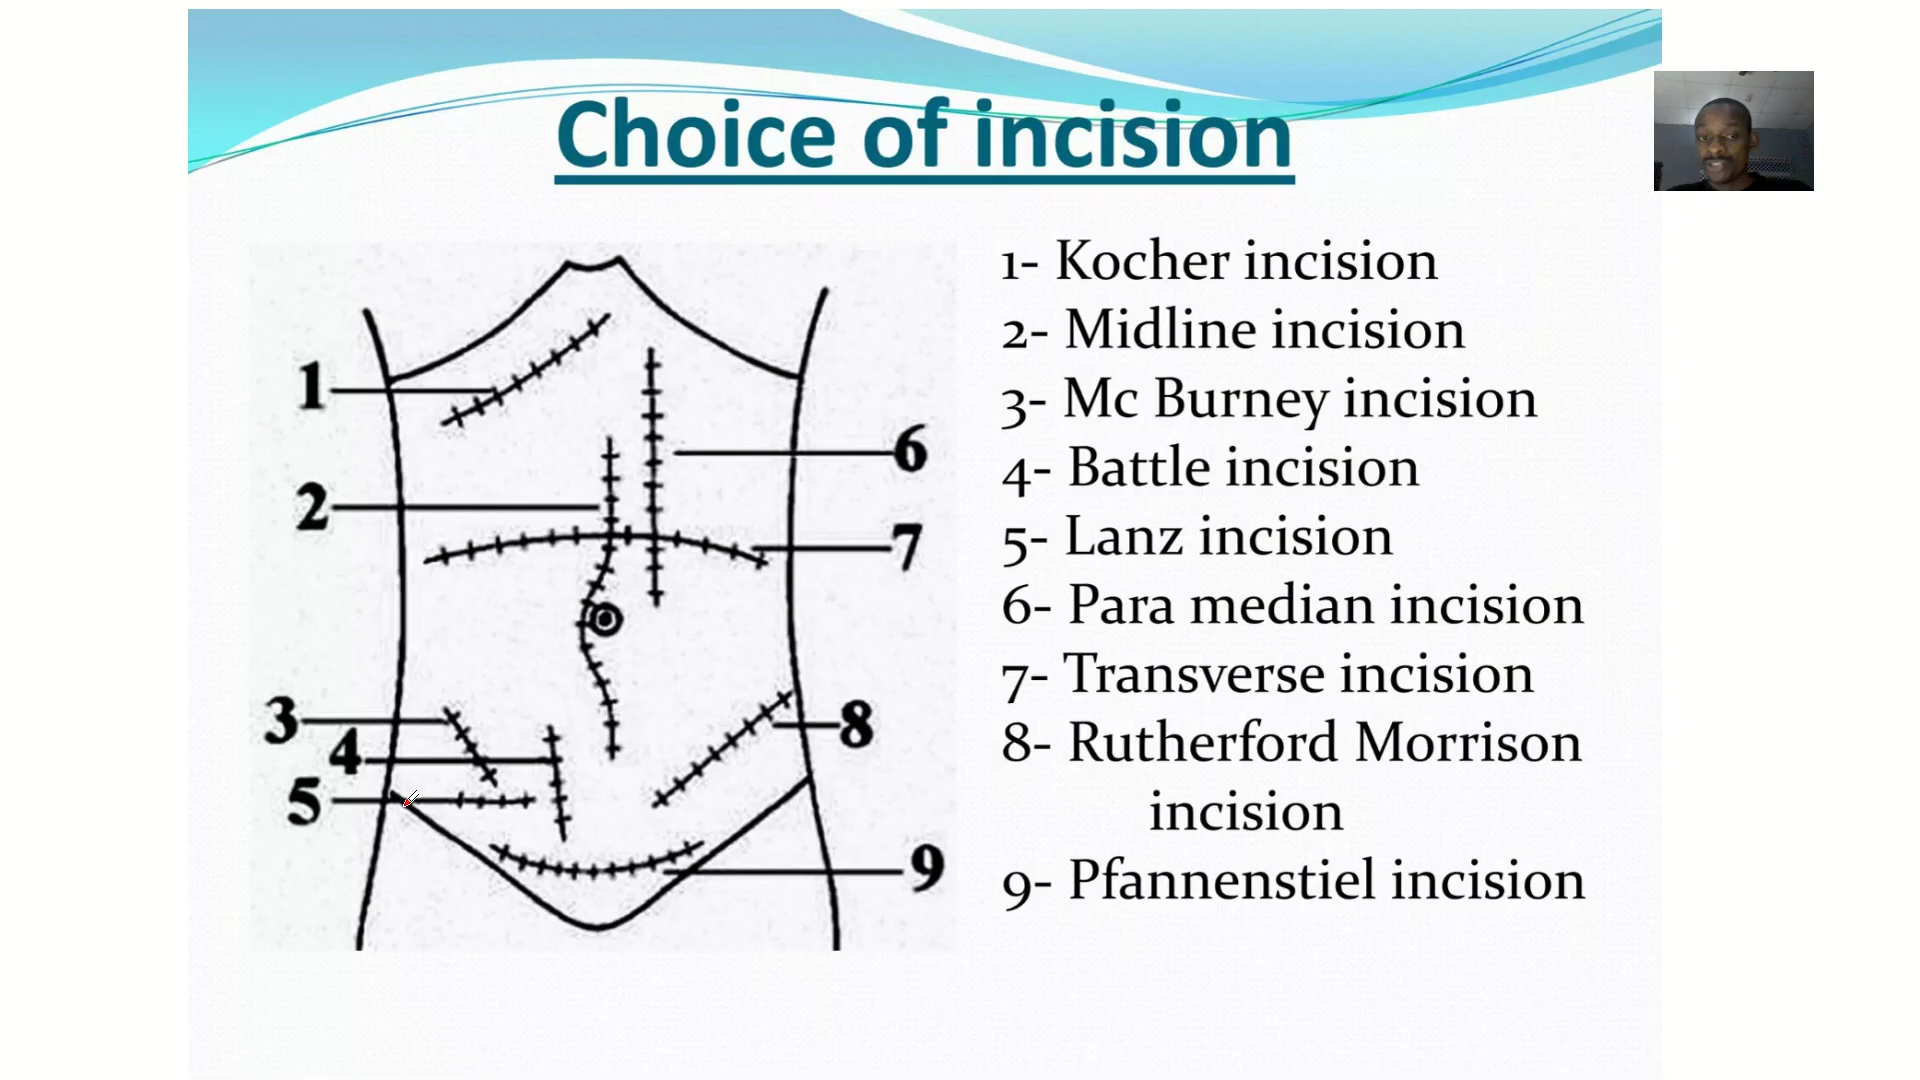 Choice of incision
1- Kocher incision
2- Midline incision
3- Mc Burney incision
4- Battle incision
5- Lanz incision
6- Para median incision
7- Transverse incision
8- Rutherford Morrison
incision
9- Pfannenstiel incision
1
2
3
4
5
6
7
8
9